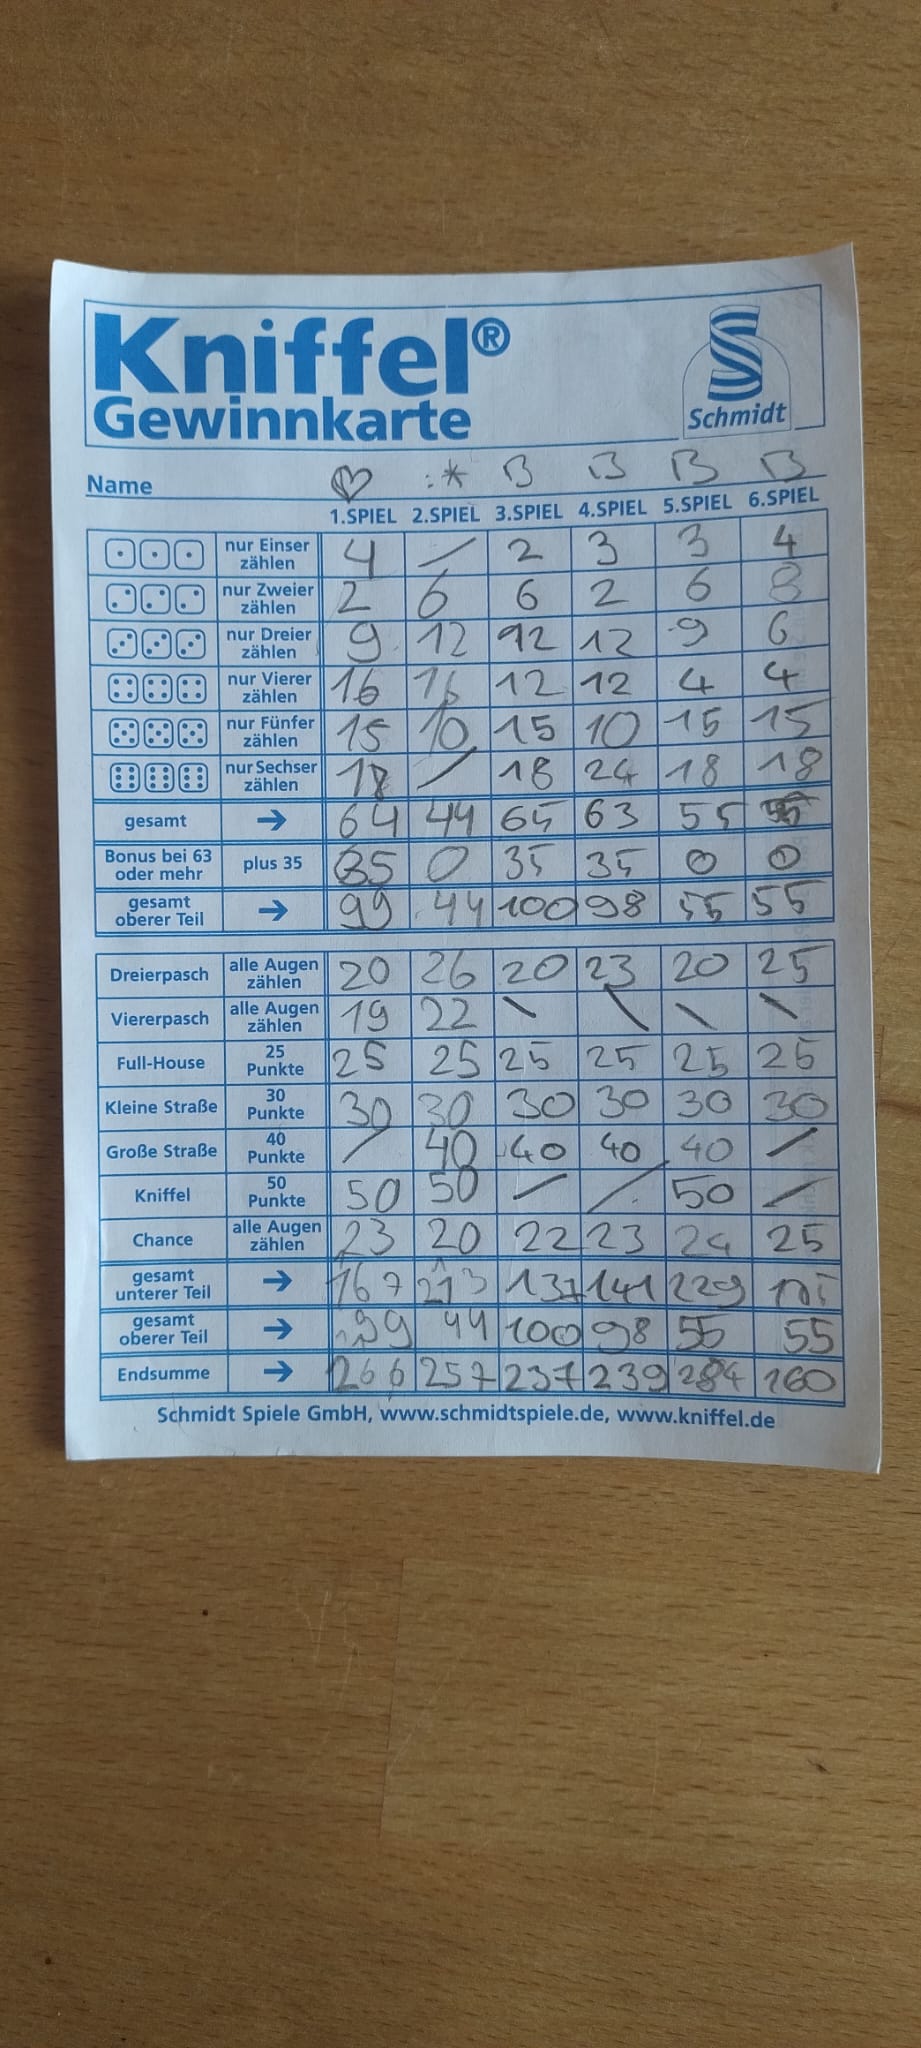 Kniffel®
Gewinnkarte
Schmidt
Name :* B B B B
1.SPIEL 2.SPIEL 3.SPIEL 4.SPIEL 5.SPIEL 6.SPIEL
nur Einser zählen 4 / 2 3 3 4
nur Zweier zählen 2 6 6 2 6 8
nur Dreier zählen 9 12 12 12 9 6
nur Vierer zählen 16 16 12 12 4 4
nur Fünfer zählen 15 10 15 10 15 15
nur Sechser zählen 18 / 18 24 18 18
gesamt → 64 44 65 63 55
Bonus bei 63 oder mehr plus 35 35 0 35 35 0 0
gesamt oberer Teil → 99 44 100 98 55 55
Dreierpasch alle Augen zählen 20 26 20 23 20 25
Viererpasch alle Augen zählen 19 22 \ \ \ \
Full-House 25 Punkte 25 25 25 25 25 25
Kleine Straße 30 Punkte 30 30 30 30 30 30
Große Straße 40 Punkte / 40 40 40 40 /
Kniffel 50 Punkte 50 50 / / 50 /
Chance alle Augen zählen 23 20 22 23 24 25
gesamt unterer Teil → 167 213 137 141 229
gesamt oberer Teil → 99 44 100 98 55 55
Endsumme → 266 257 237 239 284 160
Schmidt Spiele GmbH, www.schmidtspiele.de, www.kniffel.de